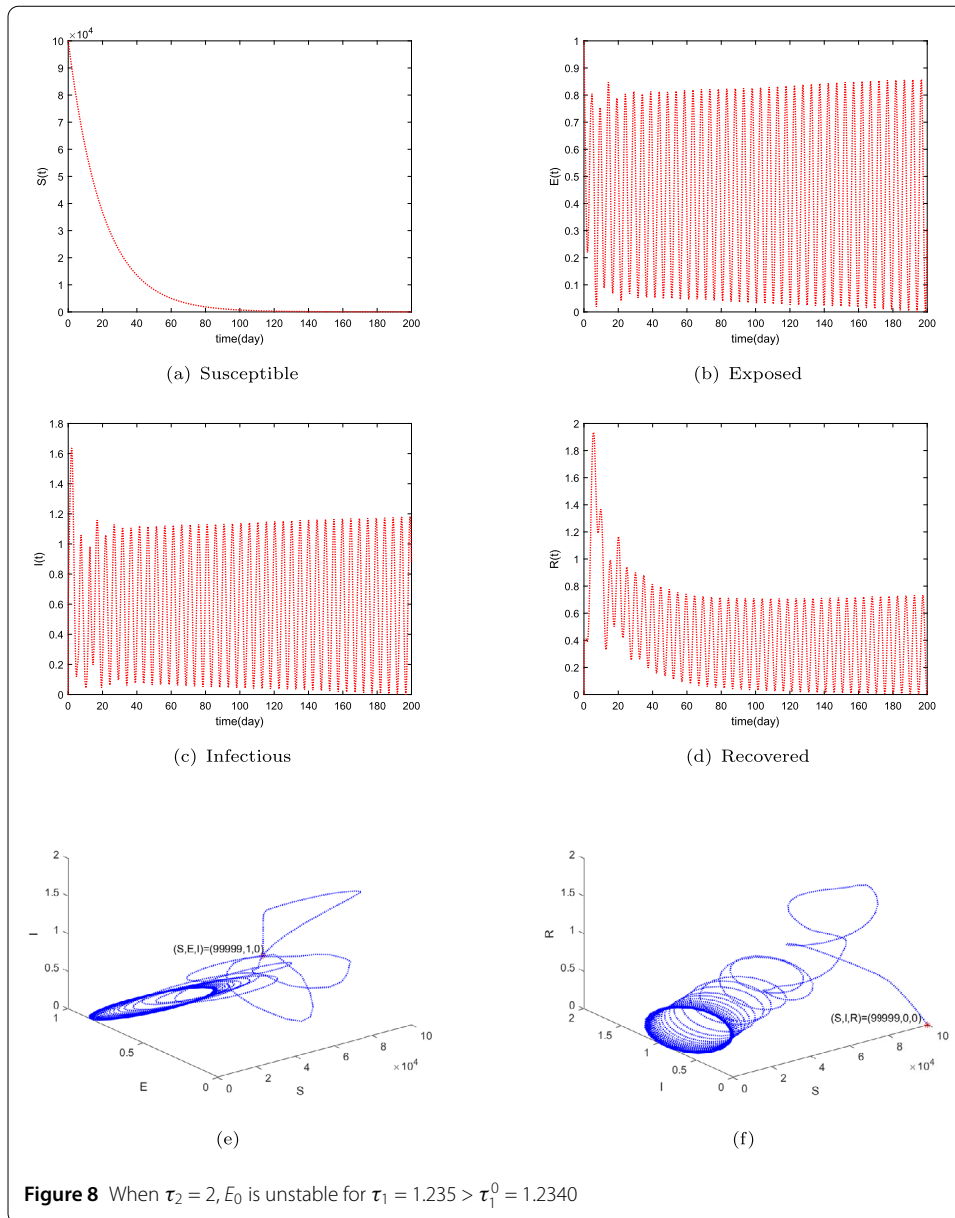 ×10^4
10
9
8
7
6
5
4
3
2
1
0
S(t)
0 20 40 60 80 100 120 140 160 180 200
time(day)
(a) Susceptible
1
0.9
0.8
0.7
0.6
0.5
0.4
0.3
0.2
0.1
0
E(t)
0 20 40 60 80 100 120 140 160 180 200
time(day)
(b) Exposed
1.8
1.6
1.4
1.2
1
0.8
0.6
0.4
0.2
0
I(t)
0 20 40 60 80 100 120 140 160 180 200
time(day)
(c) Infectious
2
1.8
1.6
1.4
1.2
1
0.8
0.6
0.4
0.2
0
R(t)
0 20 40 60 80 100 120 140 160 180 200
time(day)
(d) Recovered
2
1.5
1
0.5
0
I
(S,E,I)=(99999,1,0)
1
0.5
0
E
0
2
4
6
8
10
×10^4
S
(e)
2
1.5
1
0.5
0
R
(S,I,R)=(99999,0,0)
2
1.5
1
0.5
0
I
0
2
4
6
8
10
×10^4
S
(f)
Figure 8 When τ₂ = 2, E₀ is unstable for τ₁ = 1.235 > τ₁⁰ = 1.2340